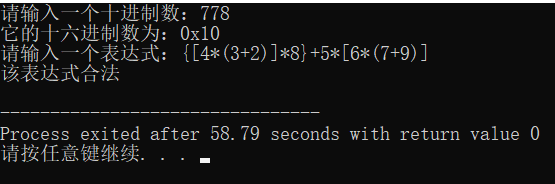 请输入一个十进制数：778
它的十六进制数为：0x10
请输入一个表达式：{[4*(3+2)]*8}+5*[6*(7+9)]
该表达式合法
--------------------------------
Process exited after 58.79 seconds with return value 0
请按任意键继续. . .